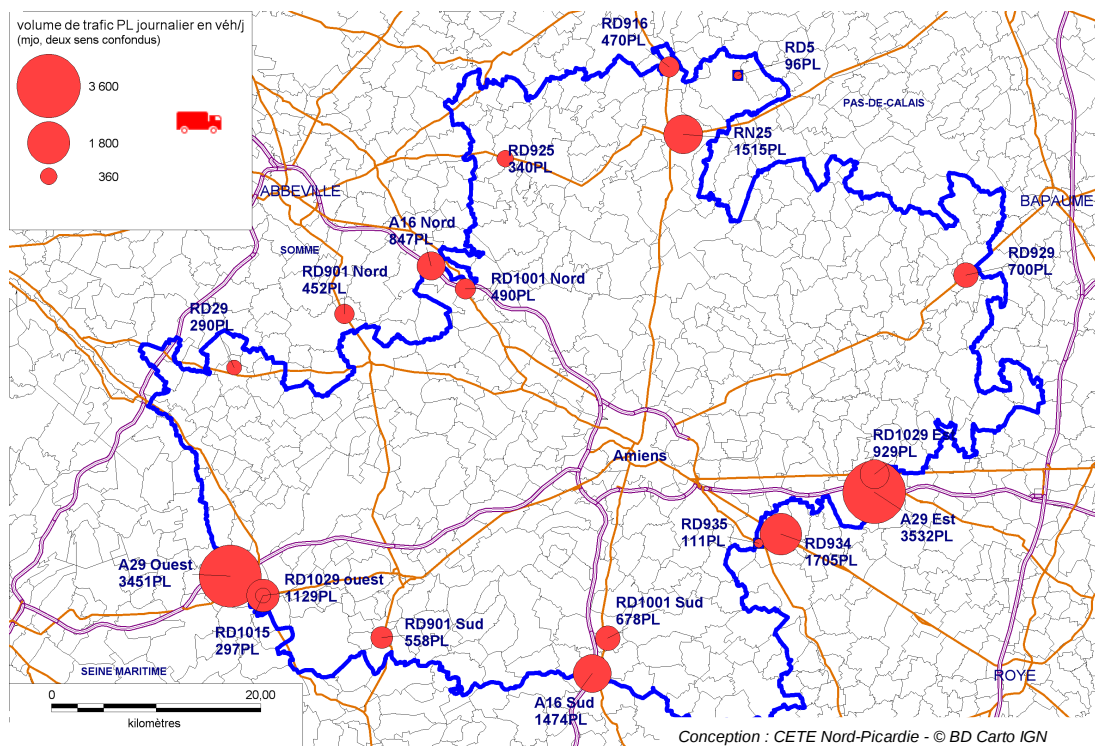 volume de trafic PL journalier en véh/j
(mjo, deux sens confondus)
3 600
1 800
360
RD916
470PL
RD5
96PL
PAS-DE-CALAIS
RN25
1515PL
RD925
340PL
ABBEVILLE
BAPAUME
A16 Nord
847PL
SOMME
RD901 Nord
452PL
RD1001 Nord
490PL
RD929
700PL
RD29
290PL
RD1029 Est
929PL
Amiens
A29 Est
3532PL
RD935
111PL
RD934
1705PL
A29 Ouest
3451PL
RD1029 ouest
1129PL
RD1015
297PL
RD901 Sud
558PL
RD1001 Sud
678PL
SEINE MARITIME
ROYE
A16 Sud
1474PL
0
20,00
kilomètres
Conception : CETE Nord-Picardie - © BD Carto IGN